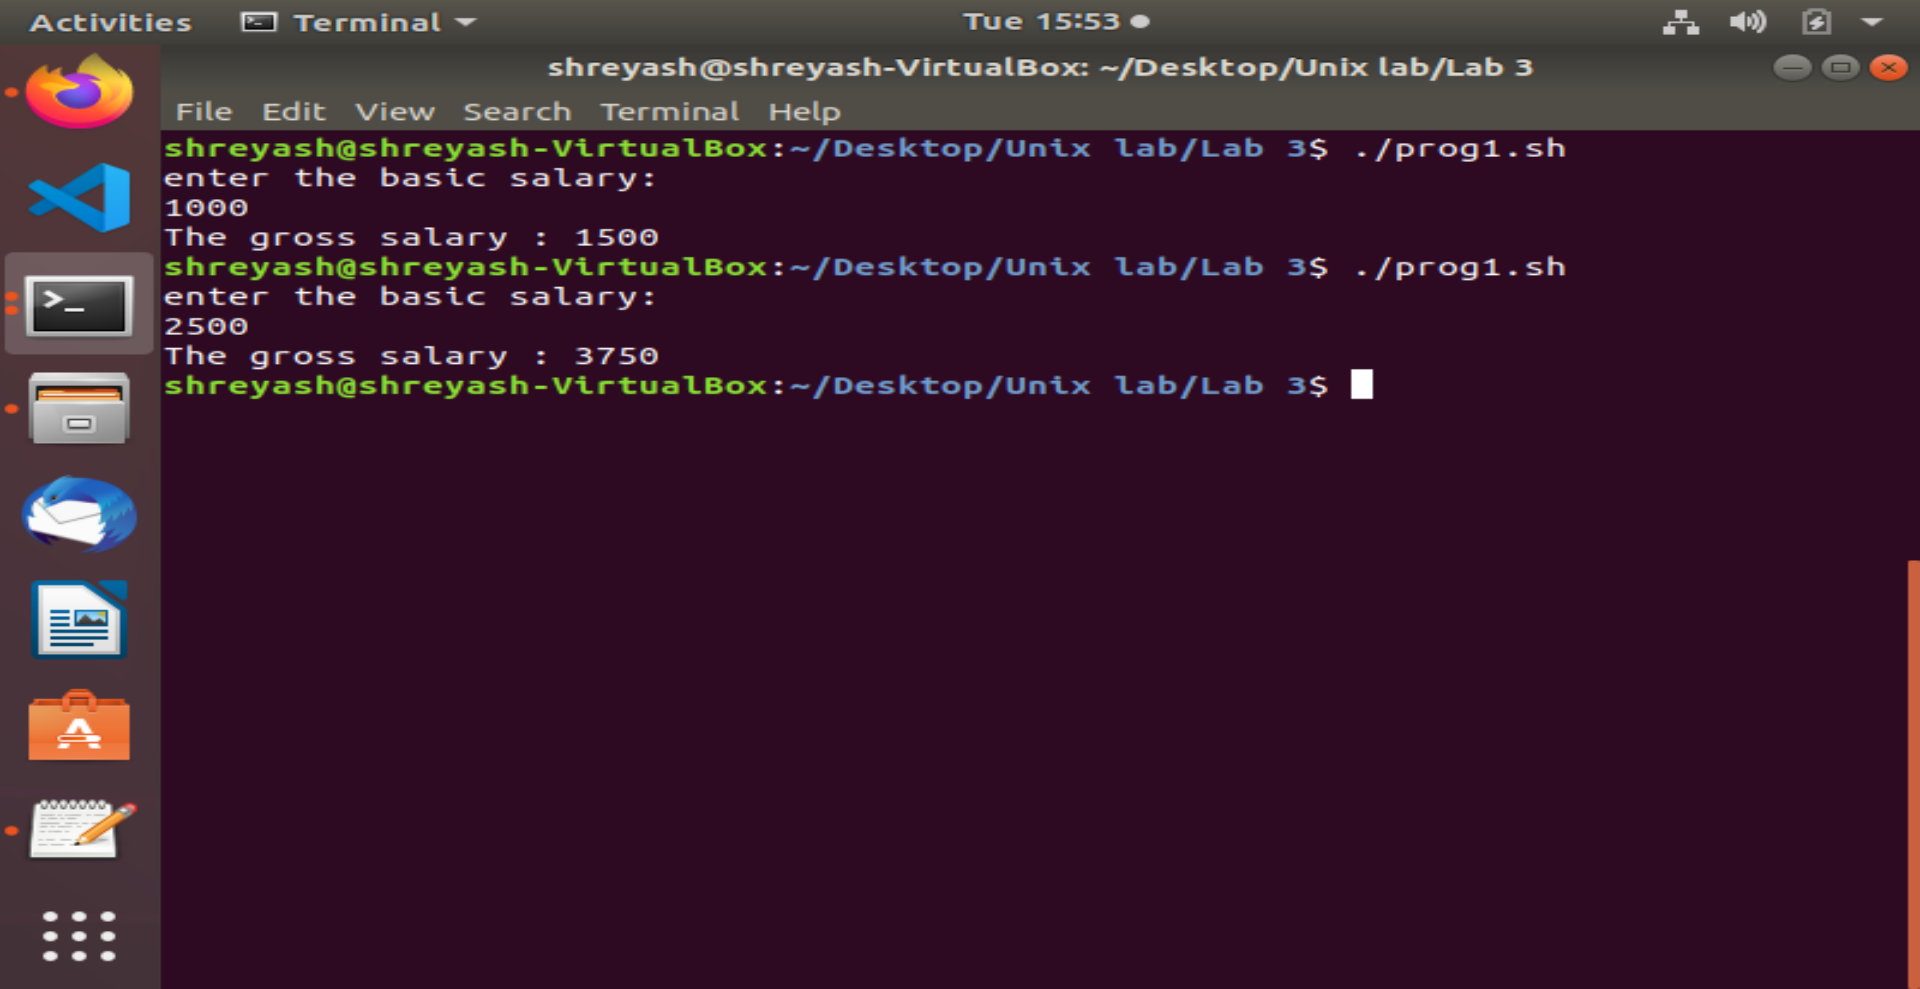 Activities Terminal Tue 15:53
shreyash@shreyash-VirtualBox: ~/Desktop/Unix lab/Lab 3
File Edit View Search Terminal Help
shreyash@shreyash-VirtualBox:~/Desktop/Unix lab/Lab 3$ ./prog1.sh
enter the basic salary:
1000
The gross salary : 1500
shreyash@shreyash-VirtualBox:~/Desktop/Unix lab/Lab 3$ ./prog1.sh
enter the basic salary:
2500
The gross salary : 3750
shreyash@shreyash-VirtualBox:~/Desktop/Unix lab/Lab 3$